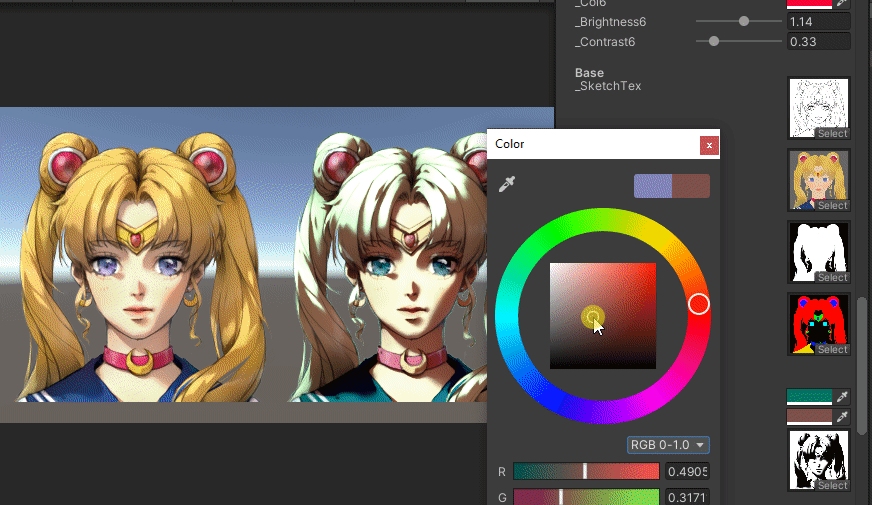 _Col6
_Brightness6
1.14
_Contrast6
0.33
Base
_SketchTex
Select
Color
x
Select
Select
Select
RGB 0-1.0
R
0.4905
G
0.3171
Select